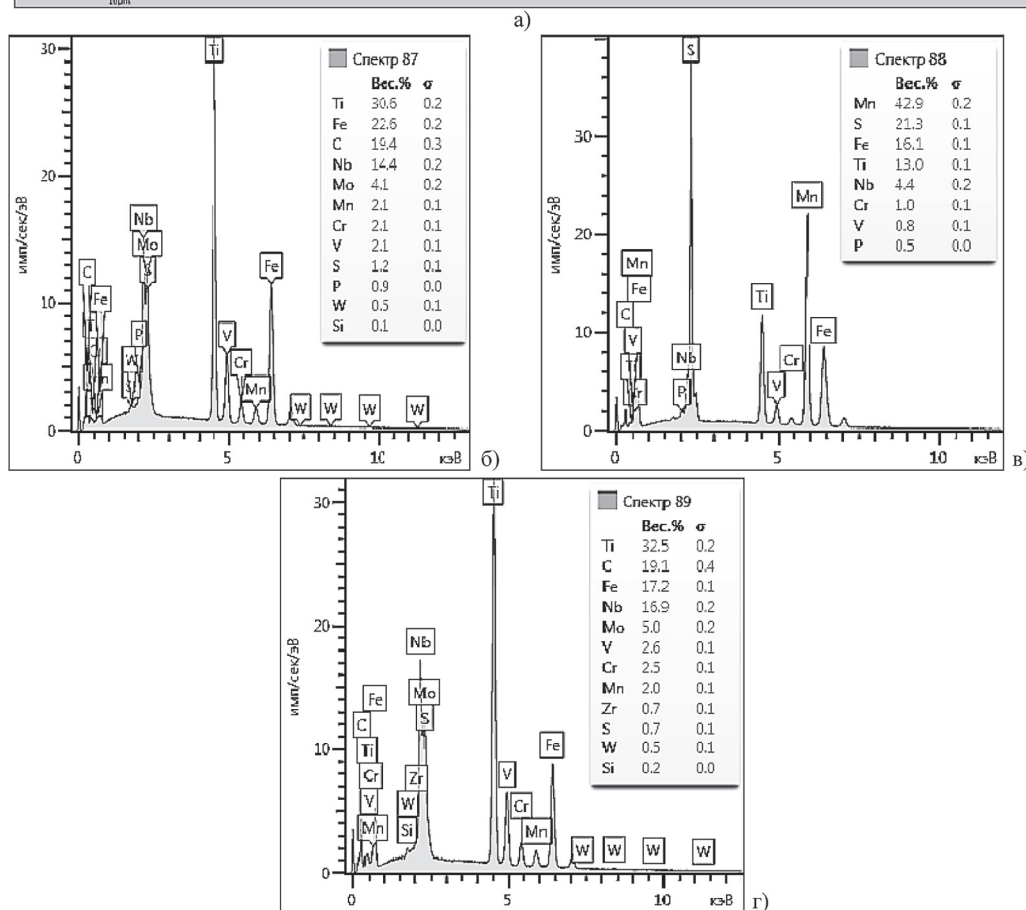 10μm
а)
Спектр 87
Вес.% σ
Ti 30.6 0.2
Fe 22.6 0.2
C 19.4 0.3
Nb 14.4 0.2
Mo 4.1 0.2
Mn 2.1 0.1
Cr 2.1 0.1
V 2.1 0.1
S 1.2 0.1
P 0.9 0.0
W 0.5 0.1
Si 0.1 0.0
30
20
10
0
имп/сек/эВ
Ti
Nb
Mo
S
C
Fe
P
W
V
Fe
Cr
Mn
W W W W
0 5 10 кэВ
б)
Спектр 88
Вес.% σ
Mn 42.9 0.2
S 21.3 0.1
Fe 16.1 0.1
Ti 13.0 0.1
Nb 4.4 0.2
Cr 1.0 0.1
V 0.8 0.1
P 0.5 0.0
30
20
10
0
имп/сек/эВ
S
Mn
Mn
Fe
C
V
Nb
P
Ti
V
Cr
Fe
0 5 10 кэВ
в)
Спектр 89
Вес.% σ
Ti 32.5 0.2
C 19.1 0.4
Fe 17.2 0.1
Nb 16.9 0.2
Mo 5.0 0.2
V 2.6 0.1
Cr 2.5 0.1
Mn 2.0 0.1
Zr 0.7 0.1
S 0.7 0.1
W 0.5 0.1
Si 0.2 0.0
30
20
10
0
имп/сек/эВ
Ti
Nb
Mo
S
Fe
C
Ti
Cr
V
Mn
Zr
W
Si
V
Cr
Mn
Fe
W W W W
0 5 10 кэВ
г)